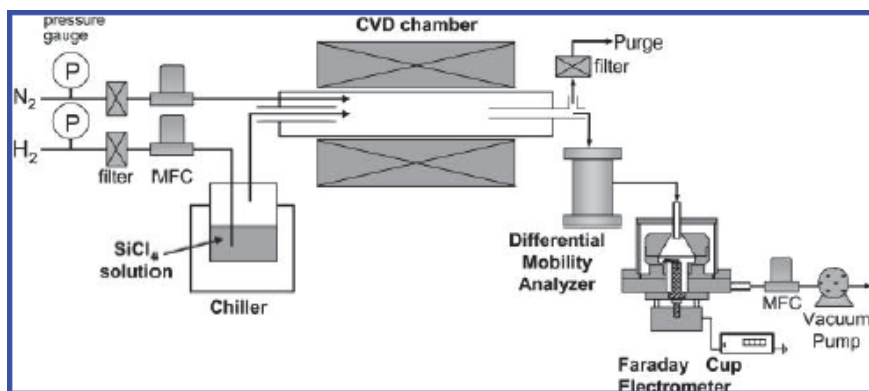 pressure
gauge
CVD chamber
P
Purge
filter
N₂
P
H₂
filter
MFC
SiCl₄
solution
Chiller
Differential
Mobility
Analyzer
MFC
Vacuum
Pump
Faraday Cup
Electrometer